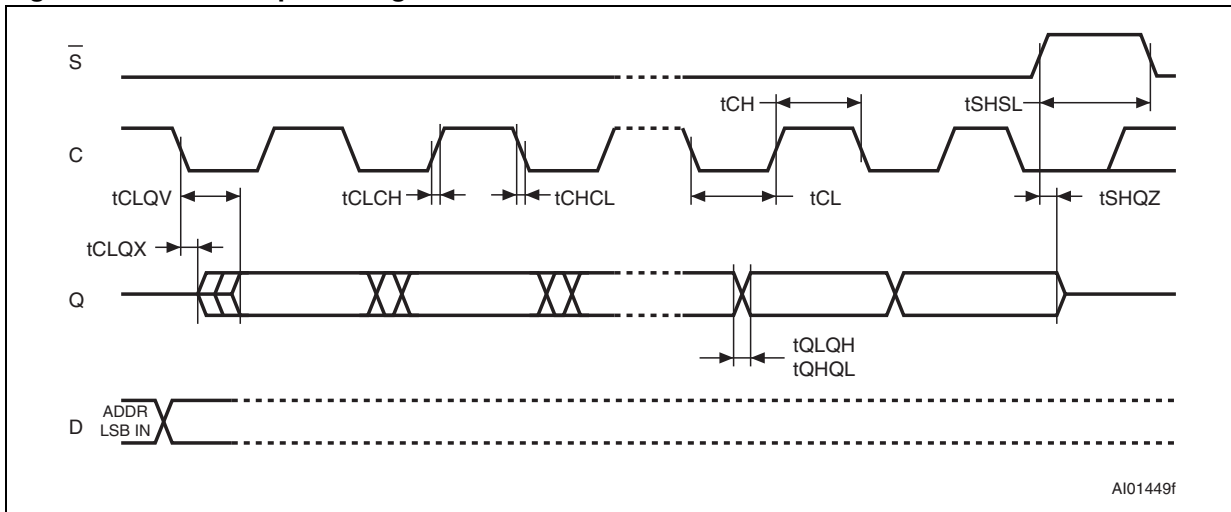 S
tCH
tSHSL
C
tCLQV
tCLCH
tCHCL
tCL
tSHQZ
tCLQX
Q
tQLQH
tQHQL
ADDR
D
LSB IN
AI01449f